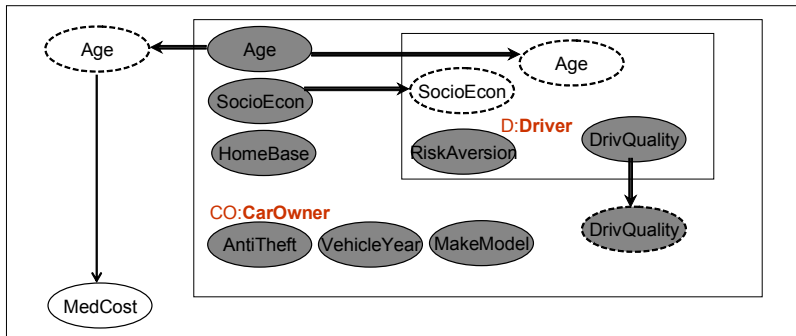 Age
Age
Age
SocioEcon
SocioEcon
D:Driver
HomeBase
RiskAversion
DrivQuality
CO:CarOwner
AntiTheft
VehicleYear
MakeModel
DrivQuality
MedCost